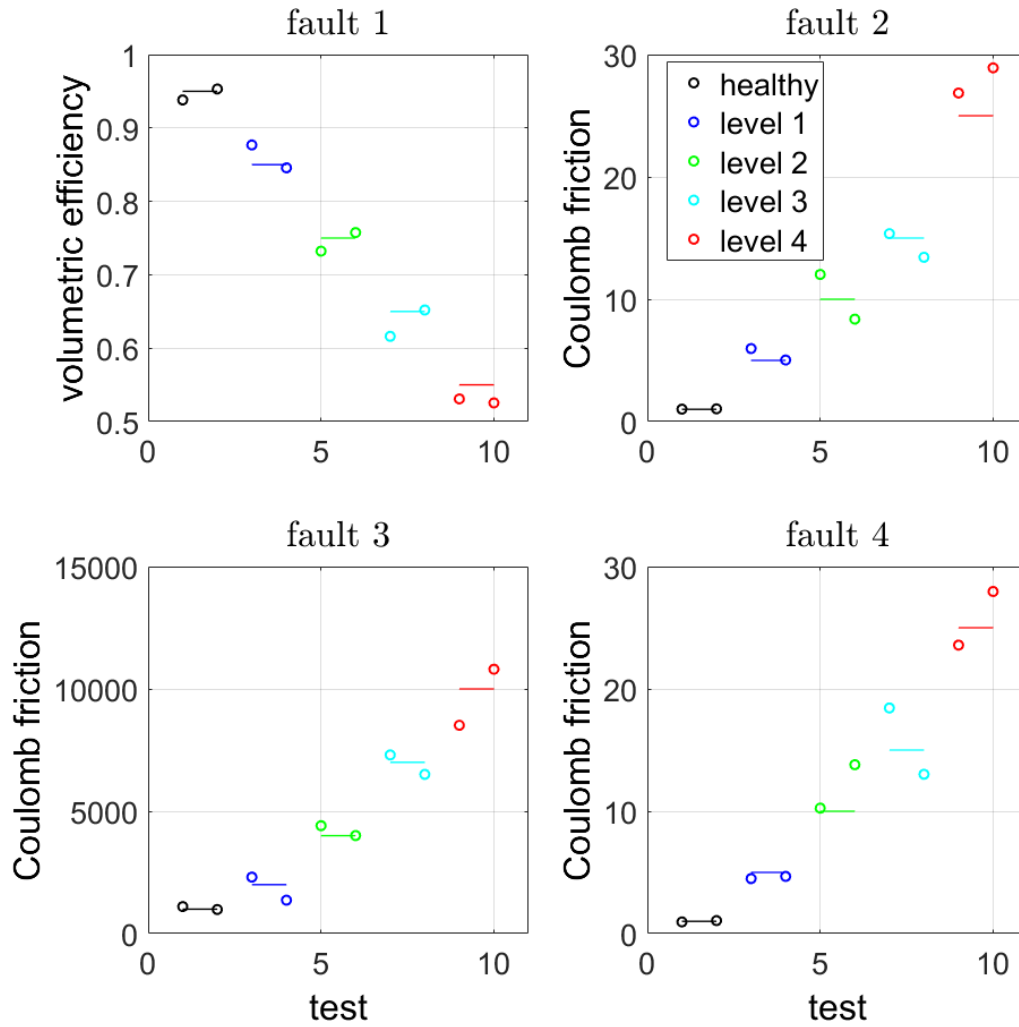 fault 1
1
0.9
0.8
0.7
0.6
0.5
0
5
10
volumetric efficiency
fault 2
30
20
10
0
0
5
10
Coulomb friction
healthy
level 1
level 2
level 3
level 4
fault 3
15000
10000
5000
0
0
5
10
Coulomb friction
test
fault 4
30
20
10
0
0
5
10
Coulomb friction
test